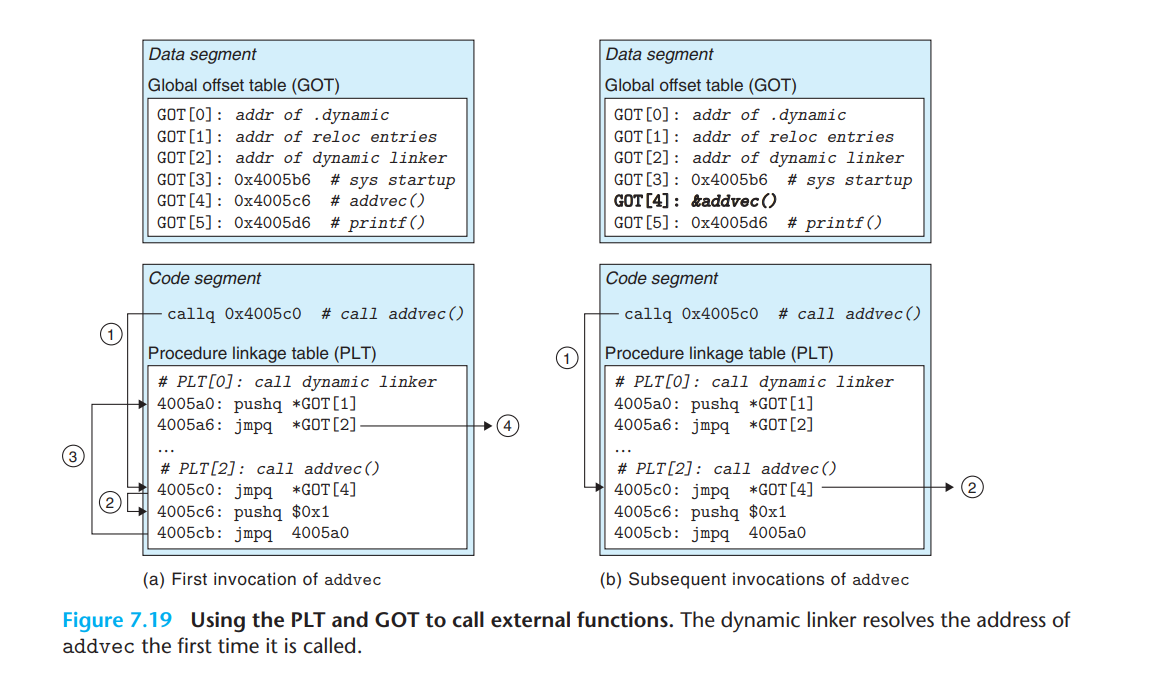 Data segment
Global offset table (GOT)
GOT[0]: addr of .dynamic
GOT[1]: addr of reloc entries
GOT[2]: addr of dynamic linker
GOT[3]: 0x4005b6 # sys startup
GOT[4]: 0x4005c6 # addvec()
GOT[5]: 0x4005d6 # printf()
Code segment
callq 0x4005c0 # call addvec()
1
Procedure linkage table (PLT)
# PLT[0]: call dynamic linker
4005a0: pushq *GOT[1]
4005a6: jmpq *GOT[2]
4
...
3
# PLT[2]: call addvec()
4005c0: jmpq *GOT[4]
2
4005c6: pushq $0x1
4005cb: jmpq 4005a0
(a) First invocation of addvec
Data segment
Global offset table (GOT)
GOT[0]: addr of .dynamic
GOT[1]: addr of reloc entries
GOT[2]: addr of dynamic linker
GOT[3]: 0x4005b6 # sys startup
GOT[4]: &addvec()
GOT[5]: 0x4005d6 # printf()
Code segment
callq 0x4005c0 # call addvec()
1
Procedure linkage table (PLT)
# PLT[0]: call dynamic linker
4005a0: pushq *GOT[1]
4005a6: jmpq *GOT[2]
...
# PLT[2]: call addvec()
4005c0: jmpq *GOT[4]
2
4005c6: pushq $0x1
4005cb: jmpq 4005a0
(b) Subsequent invocations of addvec
Figure 7.19 Using the PLT and GOT to call external functions. The dynamic linker resolves the address of
addvec the first time it is called.